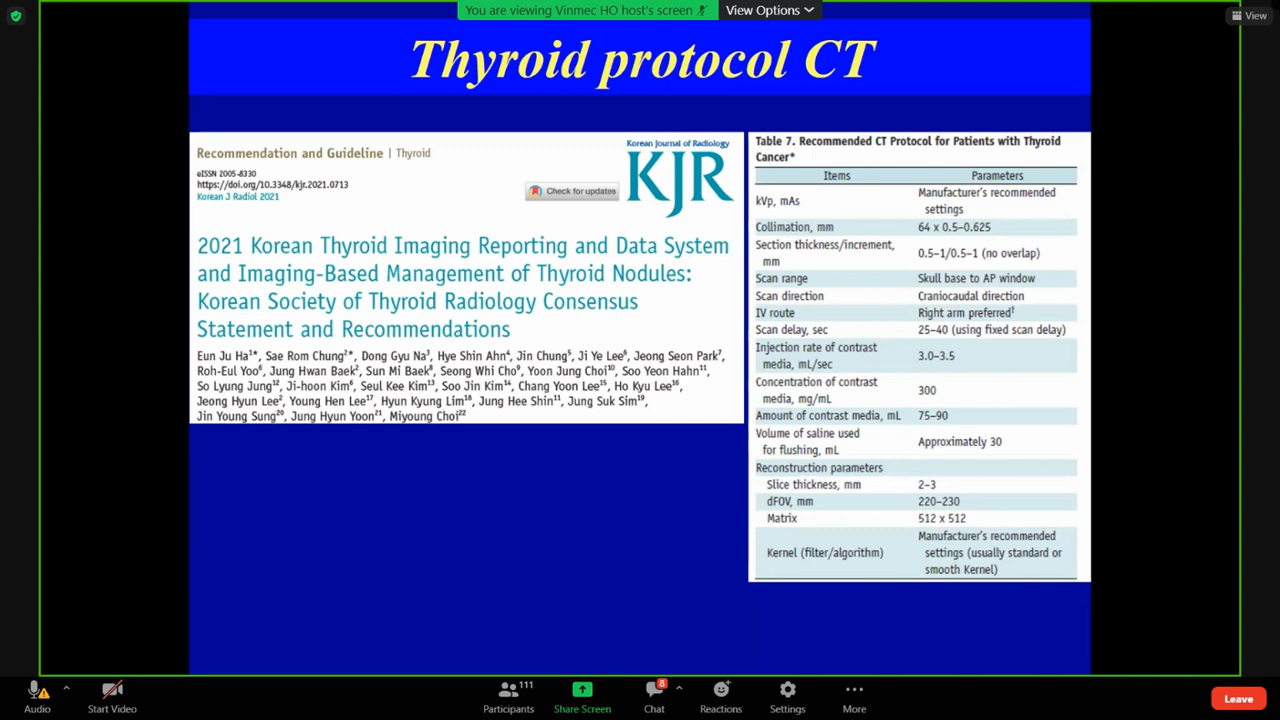 You are viewing Vinmec HO host's screen
View Options
View
Thyroid protocol CT
Recommendation and Guideline | Thyroid
eISSN 2005-8330
https://doi.org/10.3348/kjr.2021.0713
Korean J Radiol 2021
Check for updates
Korean Journal of Radiology
KJR
2021 Korean Thyroid Imaging Reporting and Data System
and Imaging-Based Management of Thyroid Nodules:
Korean Society of Thyroid Radiology Consensus
Statement and Recommendations
Eun Ju Ha¹*, Sae Rom Chung²*, Dong Gyu Na³, Hye Shin Ahn⁴, Jin Chung⁵, Ji Ye Lee⁶, Jeong Seon Park⁷,
Roh-Eul Yoo⁶, Jung Hwan Baek², Sun Mi Baek⁸, Seong Whi Cho⁹, Yoon Jung Choi¹⁰, Soo Yeon Hahn¹¹,
So Lyung Jung¹², Ji-hoon Kim⁶, Seul Kee Kim¹³, Soo Jin Kim¹⁴, Chang Yoon Lee¹⁵, Ho Kyu Lee¹⁶,
Jeong Hyun Lee², Young Hen Lee¹⁷, Hyun Kyung Lim¹⁸, Jung Hee Shin¹¹, Jung Suk Sim¹⁹,
Jin Young Sung²⁰, Jung Hyun Yoon²¹, Miyoung Choi²²
Table 7. Recommended CT Protocol for Patients with Thyroid
Cancer*
Items Parameters
kVp, mAs Manufacturer's recommended
settings
Collimation, mm 64 x 0.5–0.625
Section thickness/increment,
mm 0.5–1/0.5–1 (no overlap)
Scan range Skull base to AP window
Scan direction Craniocaudal direction
IV route Right arm preferred†
Scan delay, sec 25–40 (using fixed scan delay)
Injection rate of contrast
media, mL/sec 3.0–3.5
Concentration of contrast
media, mg/mL 300
Amount of contrast media, mL 75–90
Volume of saline used
for flushing, mL Approximately 30
Reconstruction parameters
Slice thickness, mm 2–3
dFOV, mm 220–230
Matrix 512 x 512
Kernel (filter/algorithm) Manufacturer's recommended
settings (usually standard or
smooth Kernel)
Audio
Start Video
Participants 111
Share Screen
Chat 8
Reactions
Settings
More
Leave